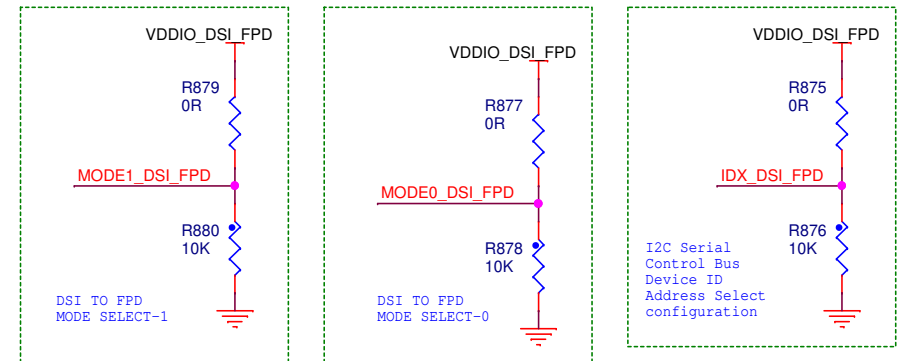 VDDIO_DSI_FPD
R879
0R
MODE1_DSI_FPD
R880
10K
DSI TO FPD
MODE SELECT-1
VDDIO_DSI_FPD
R877
0R
MODE0_DSI_FPD
R878
10K
DSI TO FPD
MODE SELECT-0
VDDIO_DSI_FPD
R875
0R
IDX_DSI_FPD
R876
10K
I2C Serial
Control Bus
Device ID
Address Select
configuration